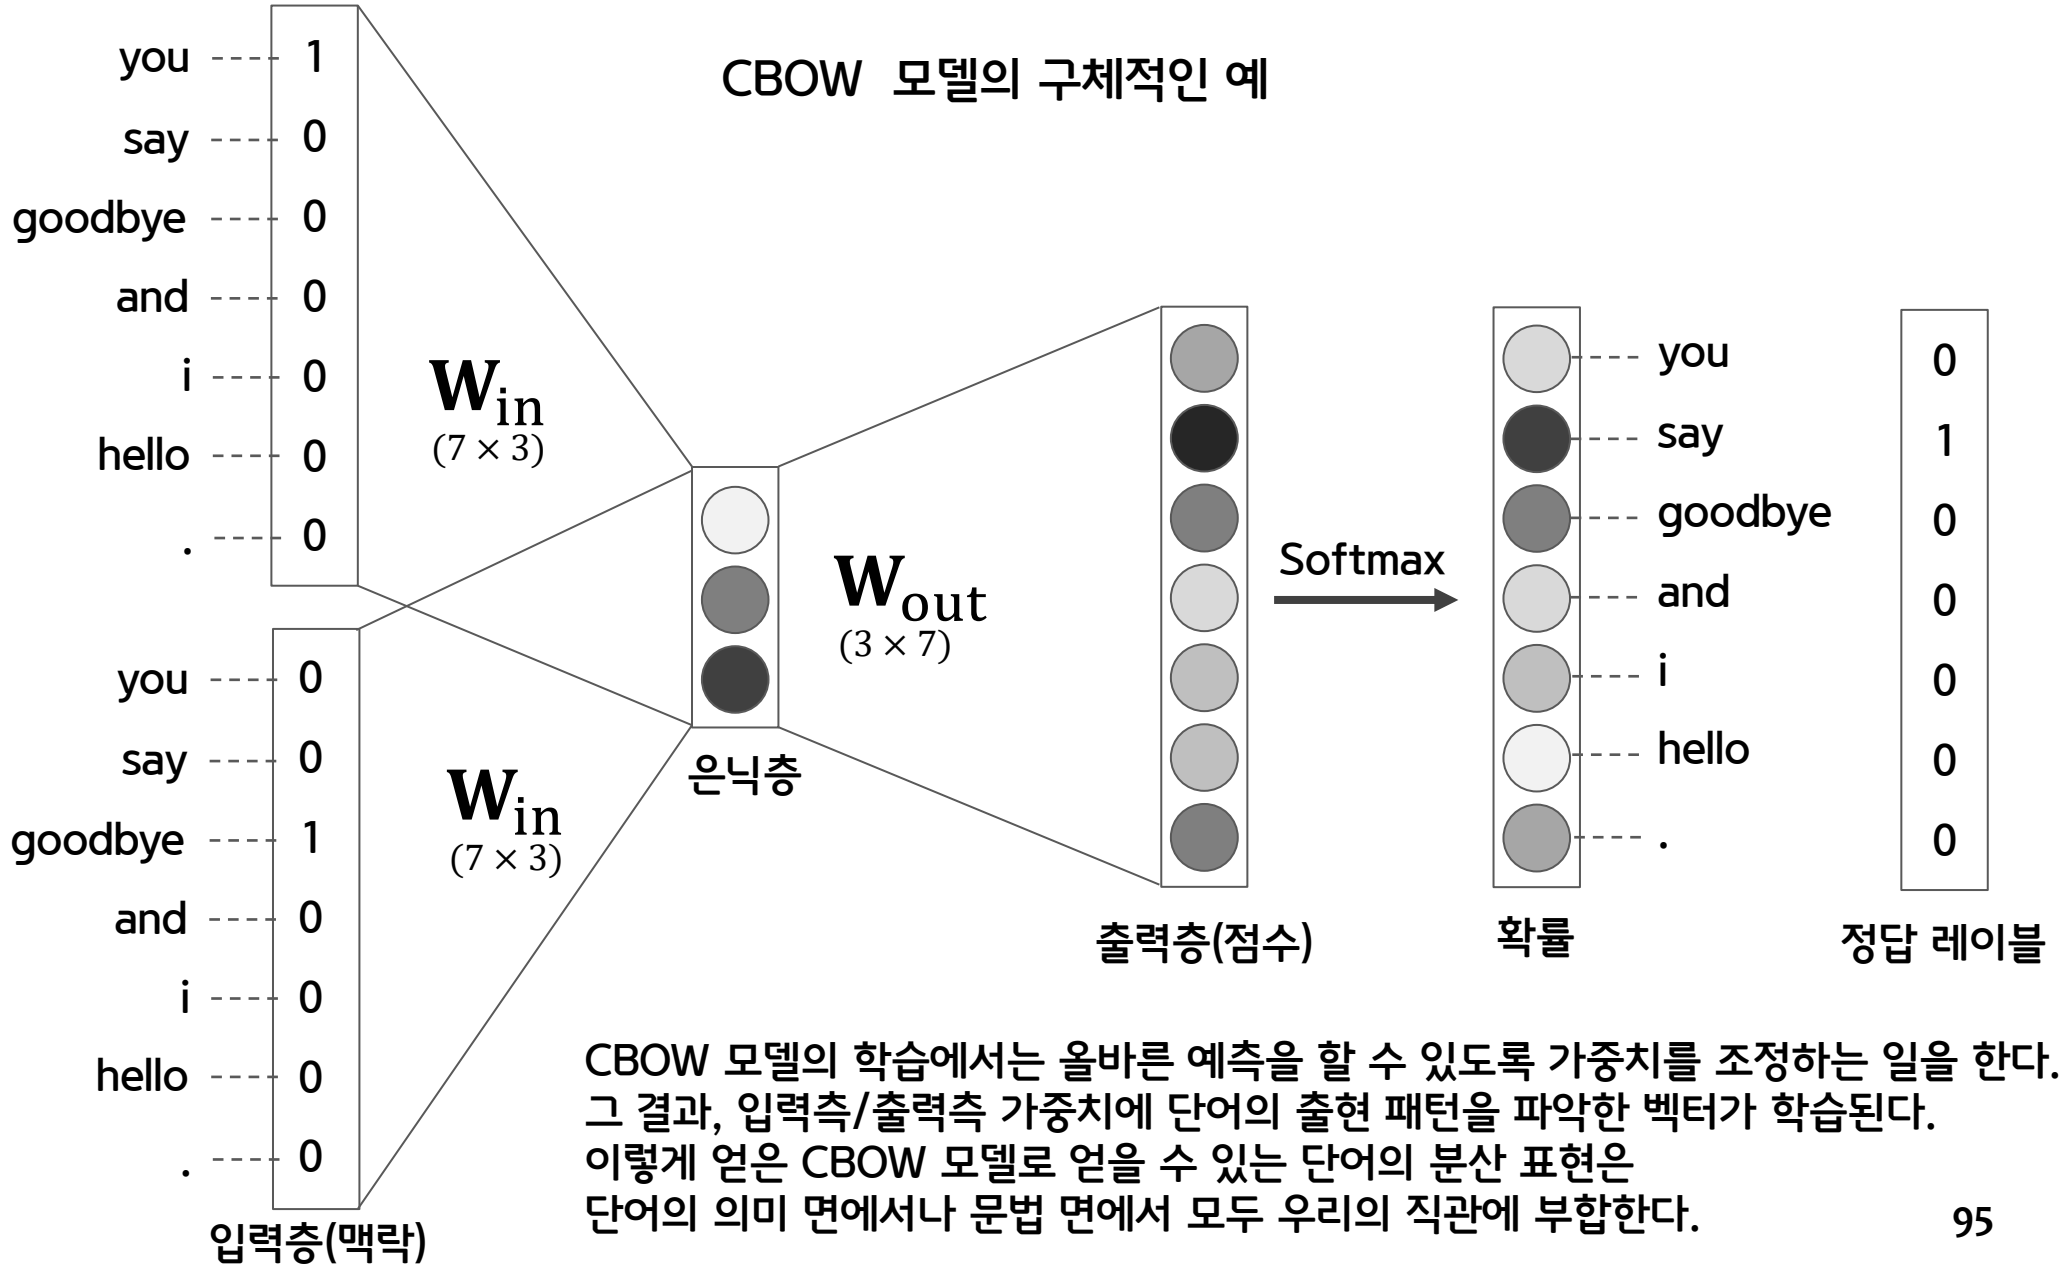 CBOW 모델의 구체적인 예
you 1
say 0
goodbye 0
and 0
i 0
hello 0
. 0
W_in
(7 × 3)
you 0
say 0
goodbye 1
and 0
i 0
hello 0
. 0
입력층(맥락)
W_in
(7 × 3)
은닉층
W_out
(3 × 7)
출력층(점수)
Softmax
you
say
goodbye
and
i
hello
.
확률
0
1
0
0
0
0
0
정답 레이블
CBOW 모델의 학습에서는 올바른 예측을 할 수 있도록 가중치를 조정하는 일을 한다.
그 결과, 입력측/출력측 가중치에 단어의 출현 패턴을 파악한 벡터가 학습된다.
이렇게 얻은 CBOW 모델로 얻을 수 있는 단어의 분산 표현은
단어의 의미 면에서나 문법 면에서 모두 우리의 직관에 부합한다.
95